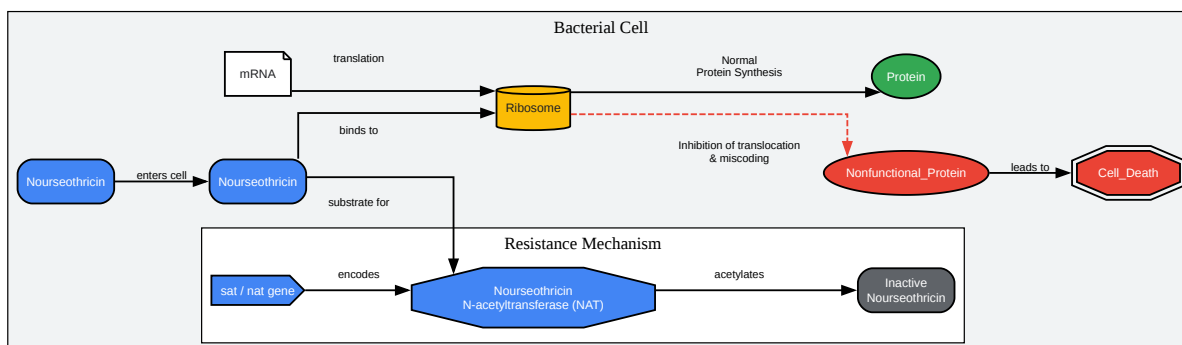 Bacterial Cell
mRNA
translation
Ribosome
Normal
Protein Synthesis
Protein
binds to
Inhibition of translocation
& miscoding
Nourseothricin
enters cell
Nourseothricin
Nonfunctional_Protein
leads to
Cell_Death
substrate for
Resistance Mechanism
sat / nat gene
encodes
Nourseothricin
N-acetyltransferase (NAT)
acetylates
Inactive
Nourseothricin